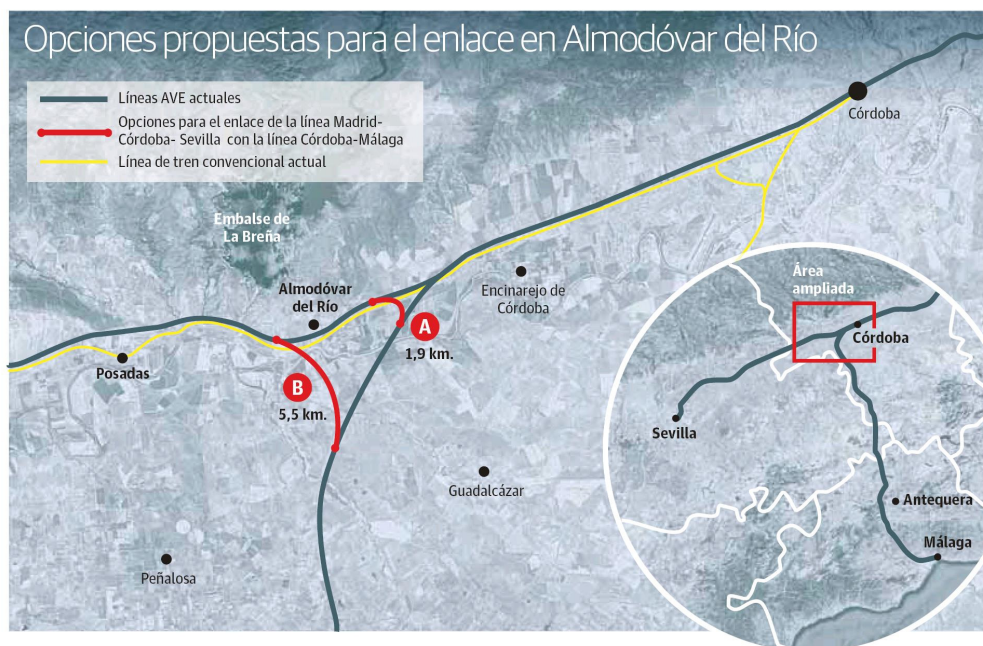 Opciones propuestas para el enlace en Almodóvar del Río
Líneas AVE actuales
Opciones para el enlace de la línea Madrid-
Córdoba- Sevilla con la línea Córdoba-Málaga
Línea de tren convencional actual
Córdoba
Embalse de
La Breña
Almodóvar
del Río
Encinarejo de
Córdoba
A
1,9 km.
Posadas
B
5,5 km.
Guadalcázar
Peñalosa
Área
ampliada
Córdoba
Sevilla
Antequera
Málaga